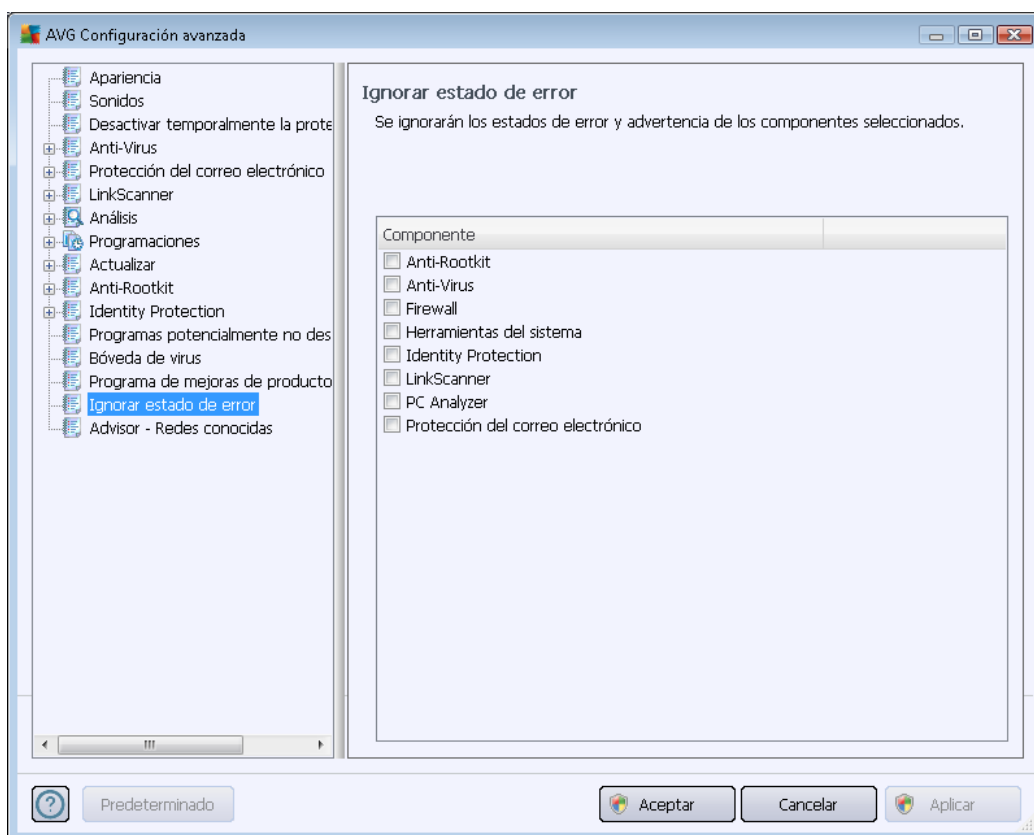 AVG Configuración avanzada
Apariencia
Sonidos
Desactivar temporalmente la prote
Anti-Virus
Protección del correo electrónico
LinkScanner
Análisis
Programaciones
Actualizar
Anti-Rootkit
Identity Protection
Programas potencialmente no des
Bóveda de virus
Programa de mejoras de producto
Ignorar estado de error
Advisor - Redes conocidas
Ignorar estado de error
Se ignorarán los estados de error y advertencia de los componentes seleccionados.
Componente
Anti-Rootkit
Anti-Virus
Firewall
Herramientas del sistema
Identity Protection
LinkScanner
PC Analyzer
Protección del correo electrónico
Predeterminado
Aceptar
Cancelar
Aplicar